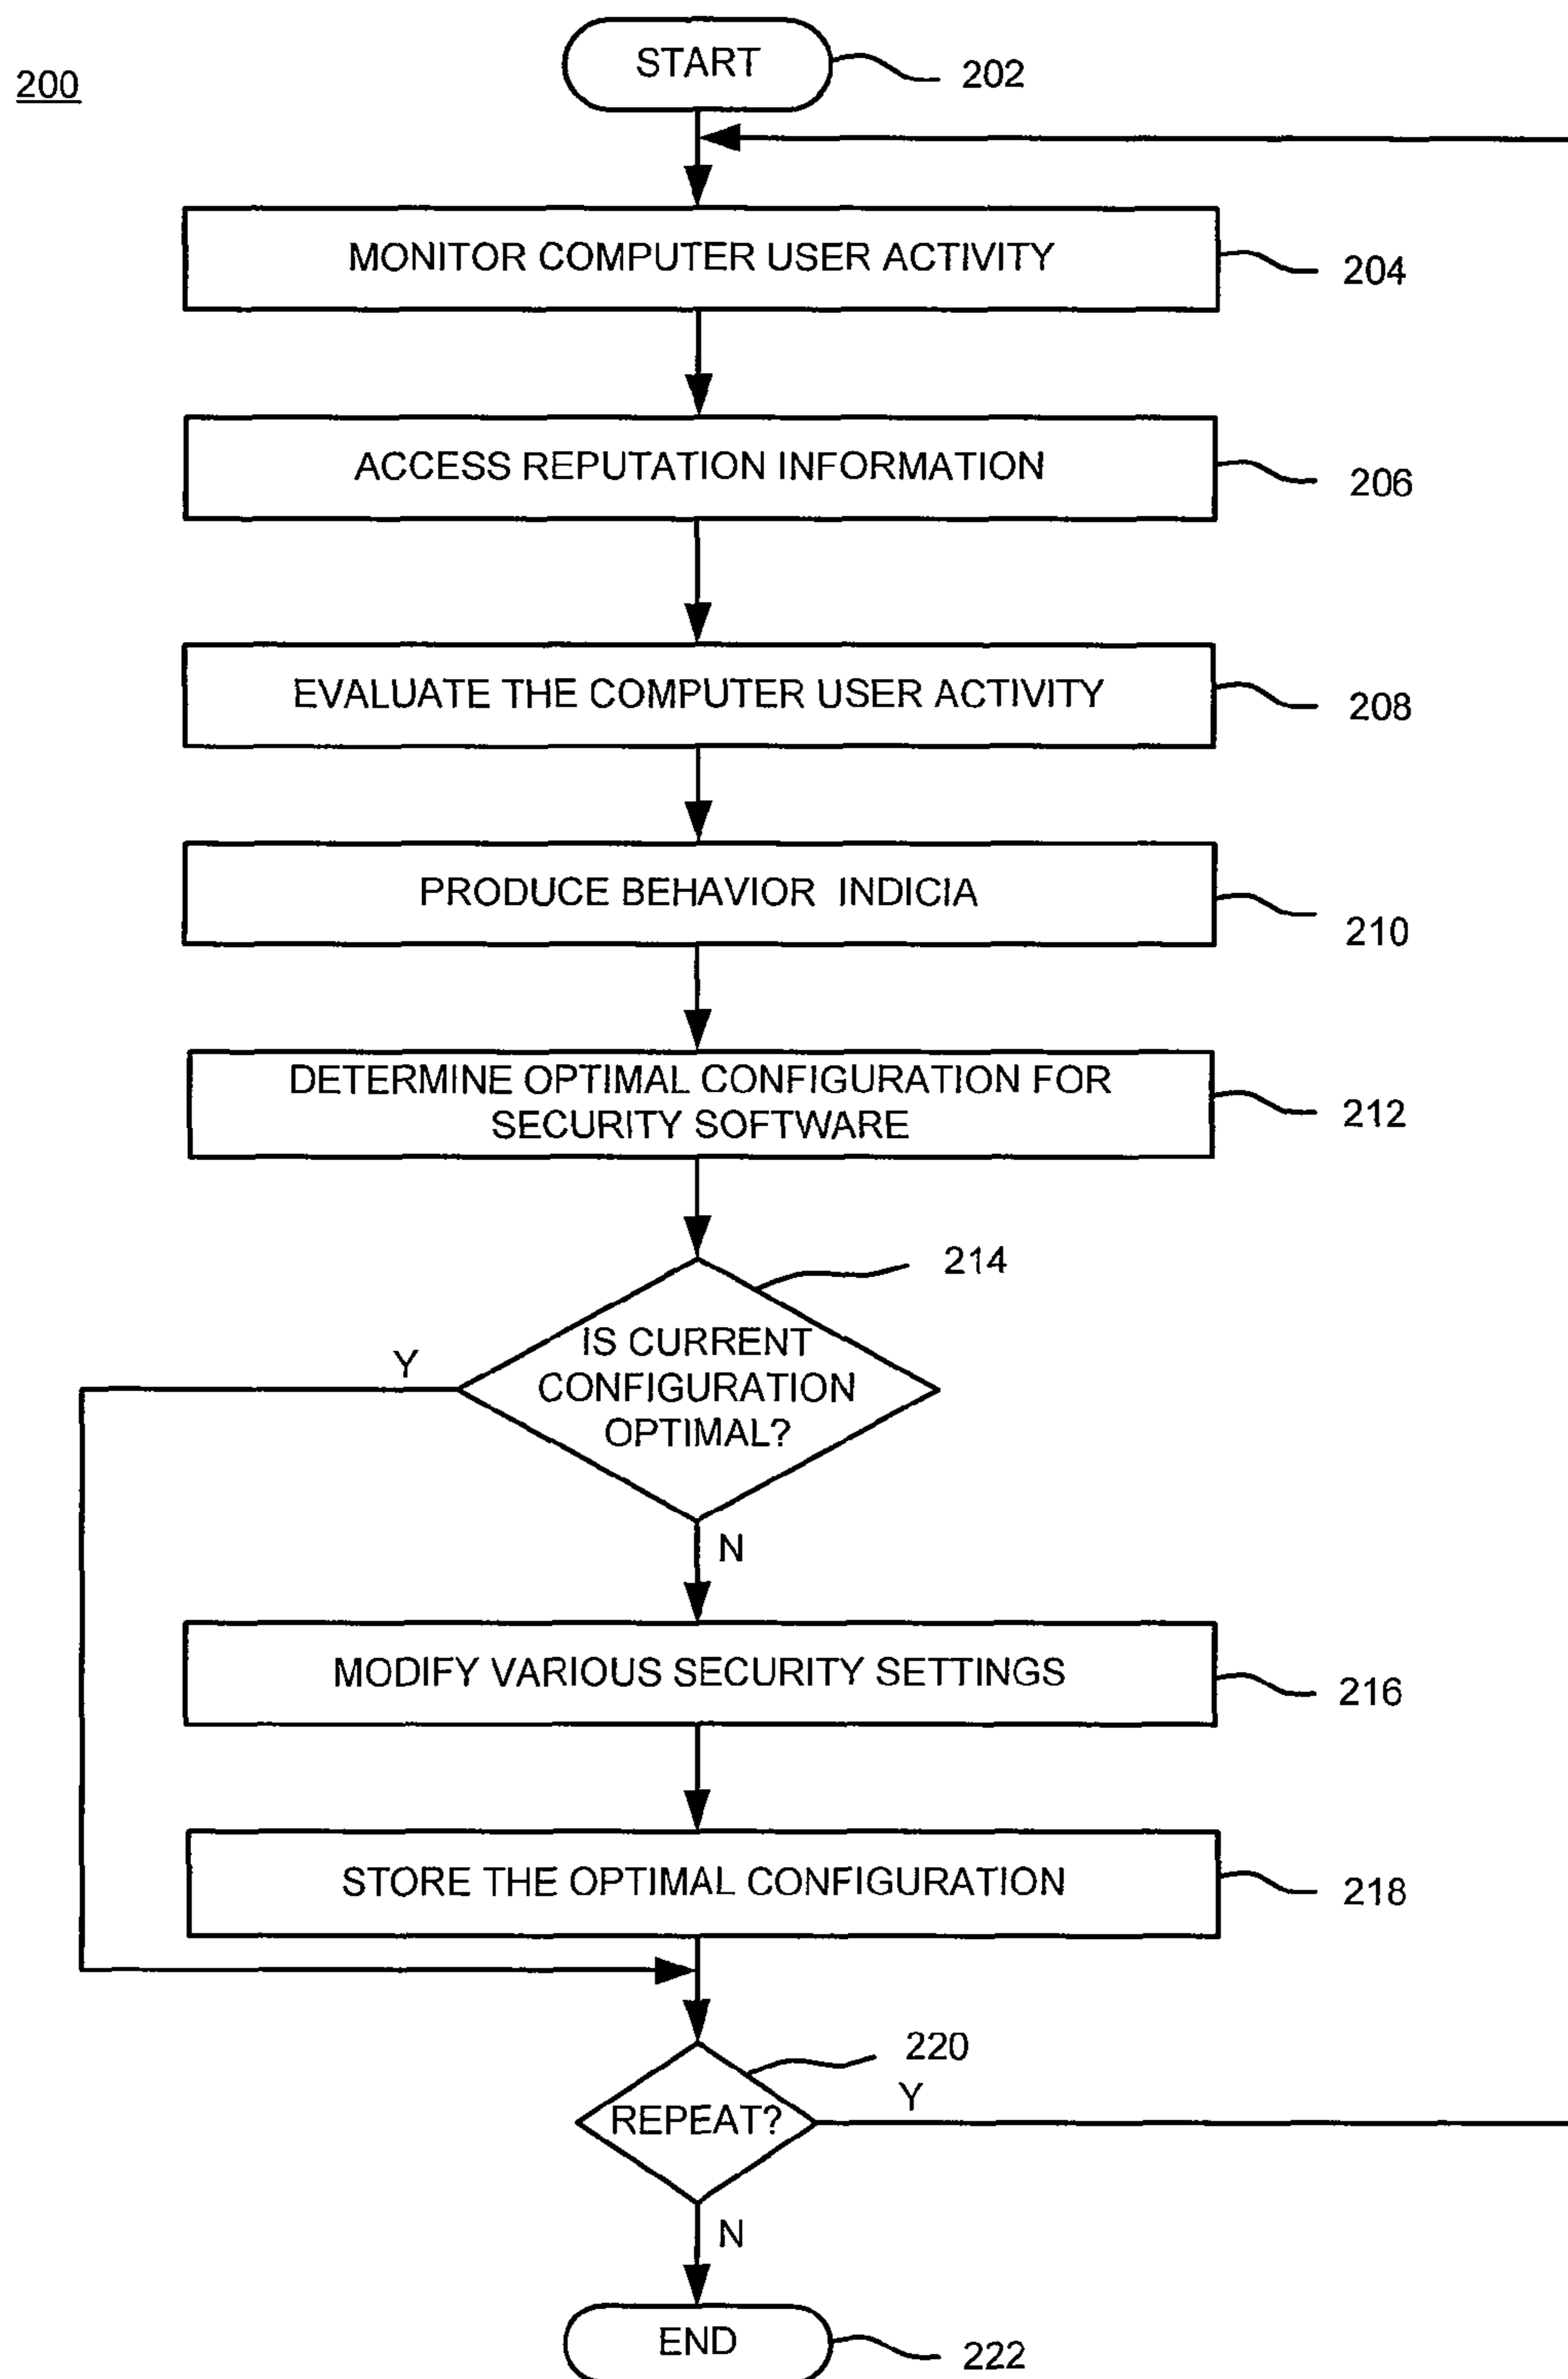 200
START
202
MONITOR COMPUTER USER ACTIVITY
204
ACCESS REPUTATION INFORMATION
206
EVALUATE THE COMPUTER USER ACTIVITY
208
PRODUCE BEHAVIOR INDICIA
210
DETERMINE OPTIMAL CONFIGURATION FOR
SECURITY SOFTWARE
212
214
IS CURRENT
CONFIGURATION
OPTIMAL?
Y
N
MODIFY VARIOUS SECURITY SETTINGS
216
STORE THE OPTIMAL CONFIGURATION
218
220
REPEAT?
Y
N
END
222